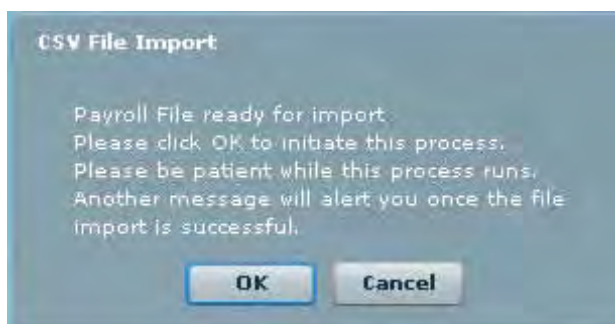 CSV File Import
Payroll File ready for import
Please click OK to initiate this process.
Please be patient while this process runs.
Another message will alert you once the file
import is successful.
OK Cancel